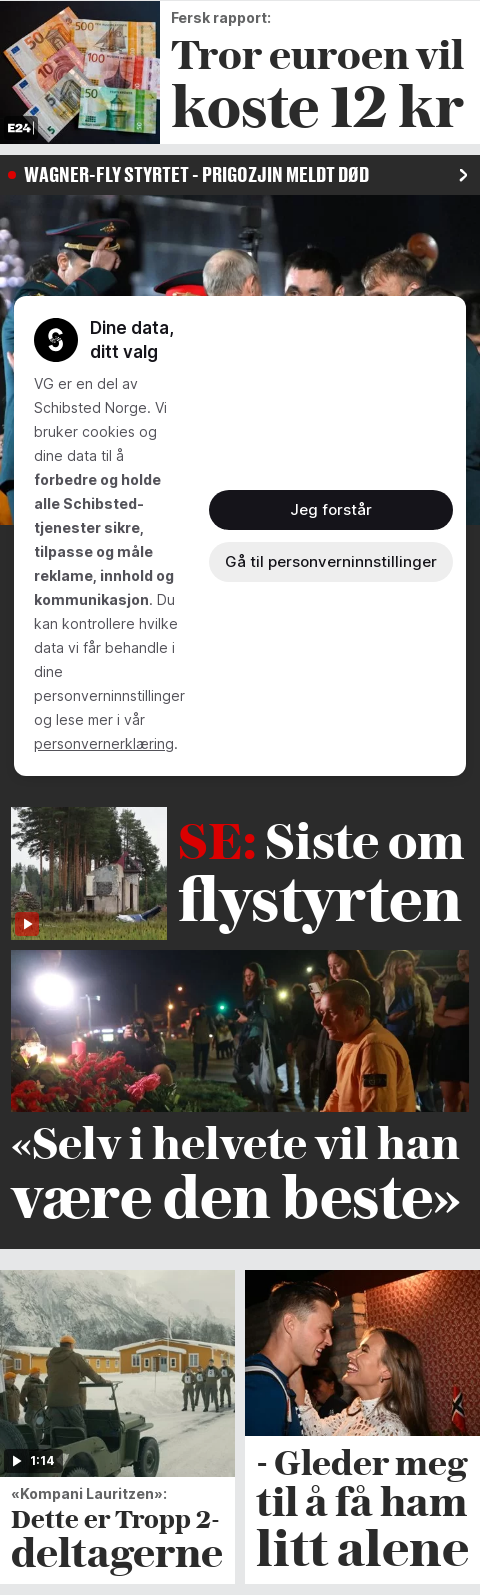 Fersk rapport:
Tror euroen vil
koste 12 kr
E24
WAGNER-FLY STYRTET - PRIGOZJIN MELDT DØD
Dine data,
ditt valg
VG er en del av
Schibsted Norge. Vi
bruker cookies og
dine data til å
forbedre og holde
alle Schibsted-
tjenester sikre,
tilpasse og måle
reklame, innhold og
kommunikasjon. Du
kan kontrollere hvilke
data vi får behandle i
dine
personverninnstillinger
og lese mer i vår
personvernerklæring.
Jeg forstår
Gå til personverninnstillinger
SE: Siste om
flystyrten
«Selv i helvete vil han
være den beste»
1:14
«Kompani Lauritzen»:
Dette er Tropp 2-
deltagerne
- Gleder meg
til å få ham
litt alene